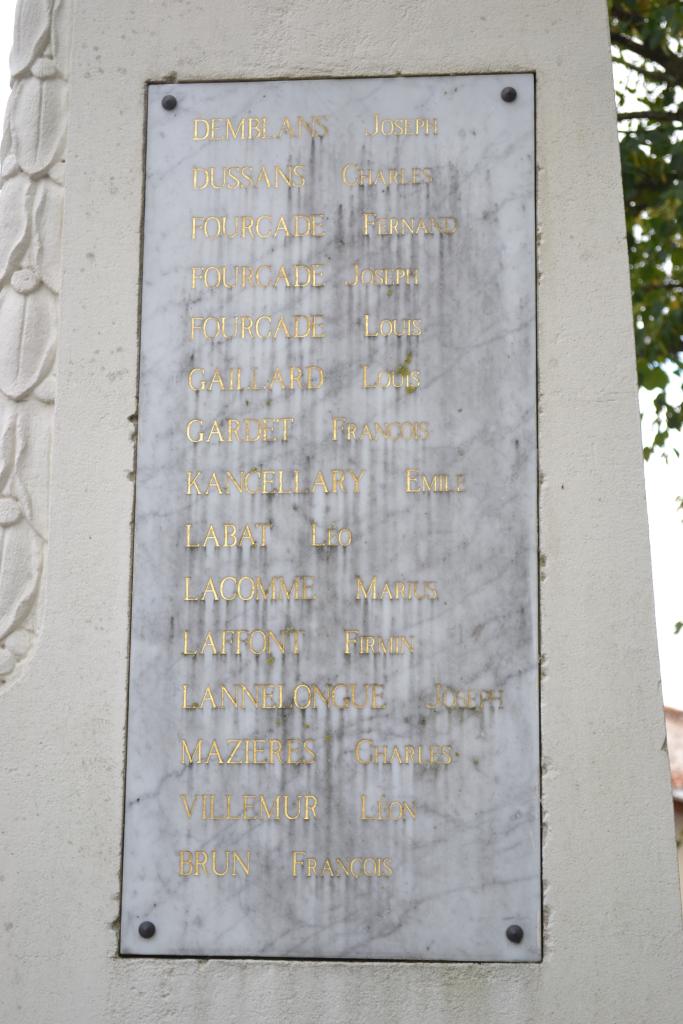 DEMBLANS Joseph
DUSSANS Charles
FOURCADE Fernand
FOURCADE Joseph
FOURCADE Louis
GAILLARD Louis
GARDET François
KANCELLARY Emile
LABAT Léo
LACOMME Marius
LAFFONT Firmin
LANNELONGUE Joseph
MAZIERES Charles
VILLEMUR Léon
BRUN François